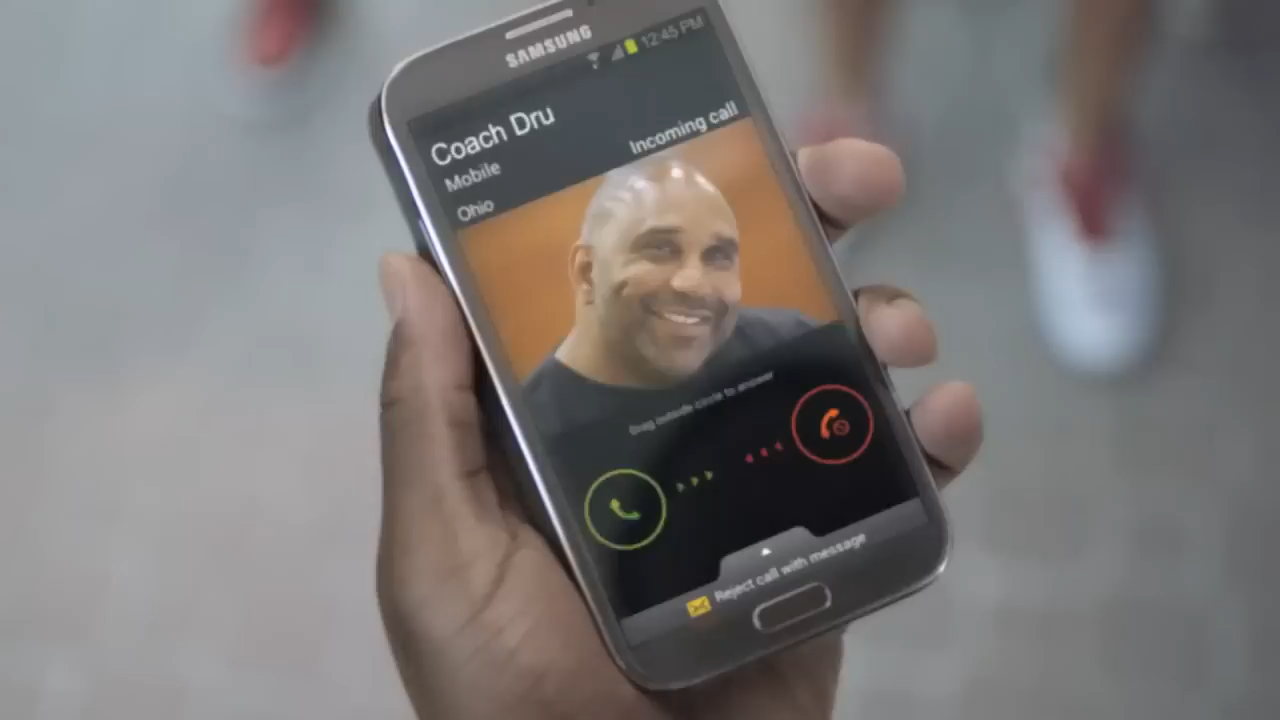 SAMSUNG
12:45 PM
Coach Dru
Incoming call
Mobile
Ohio
Drag outside circle to answer
Reject call with message